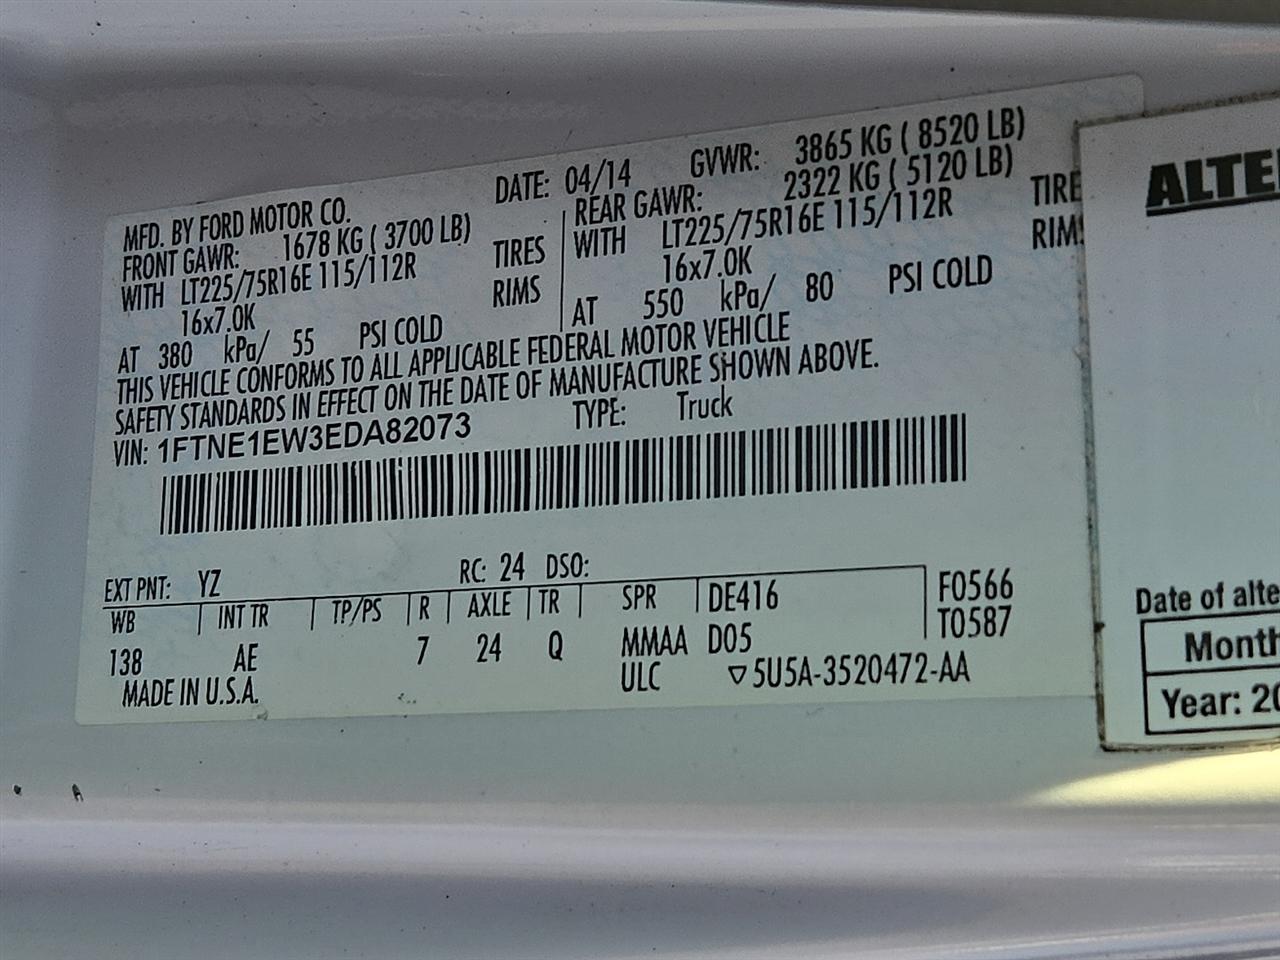 MFD. BY FORD MOTOR CO. DATE: 04/14 GVWR: 3865 KG ( 8520 LB)
FRONT GAWR: 1678 KG ( 3700 LB) REAR GAWR: 2322 KG ( 5120 LB)
WITH LT225/75R16E 115/112R TIRES WITH LT225/75R16E 115/112R TIRE
16x7.0K RIMS 16x7.0K RIMS
AT 380 kPa/ 55 PSI COLD AT 550 kPa/ 80 PSI COLD
THIS VEHICLE CONFORMS TO ALL APPLICABLE FEDERAL MOTOR VEHICLE
SAFETY STANDARDS IN EFFECT ON THE DATE OF MANUFACTURE SHOWN ABOVE.
VIN: 1FTNE1EW3EDA82073 TYPE: Truck
EXT PNT: YZ RC: 24 DSO:
WB INT TR TP/PS R AXLE TR SPR DE416 F0566
138 AE 7 24 Q MMAA D05 T0587
MADE IN U.S.A. ULC ▽5U5A-3520472-AA
ALTE
Date of alte
Month
Year: 20